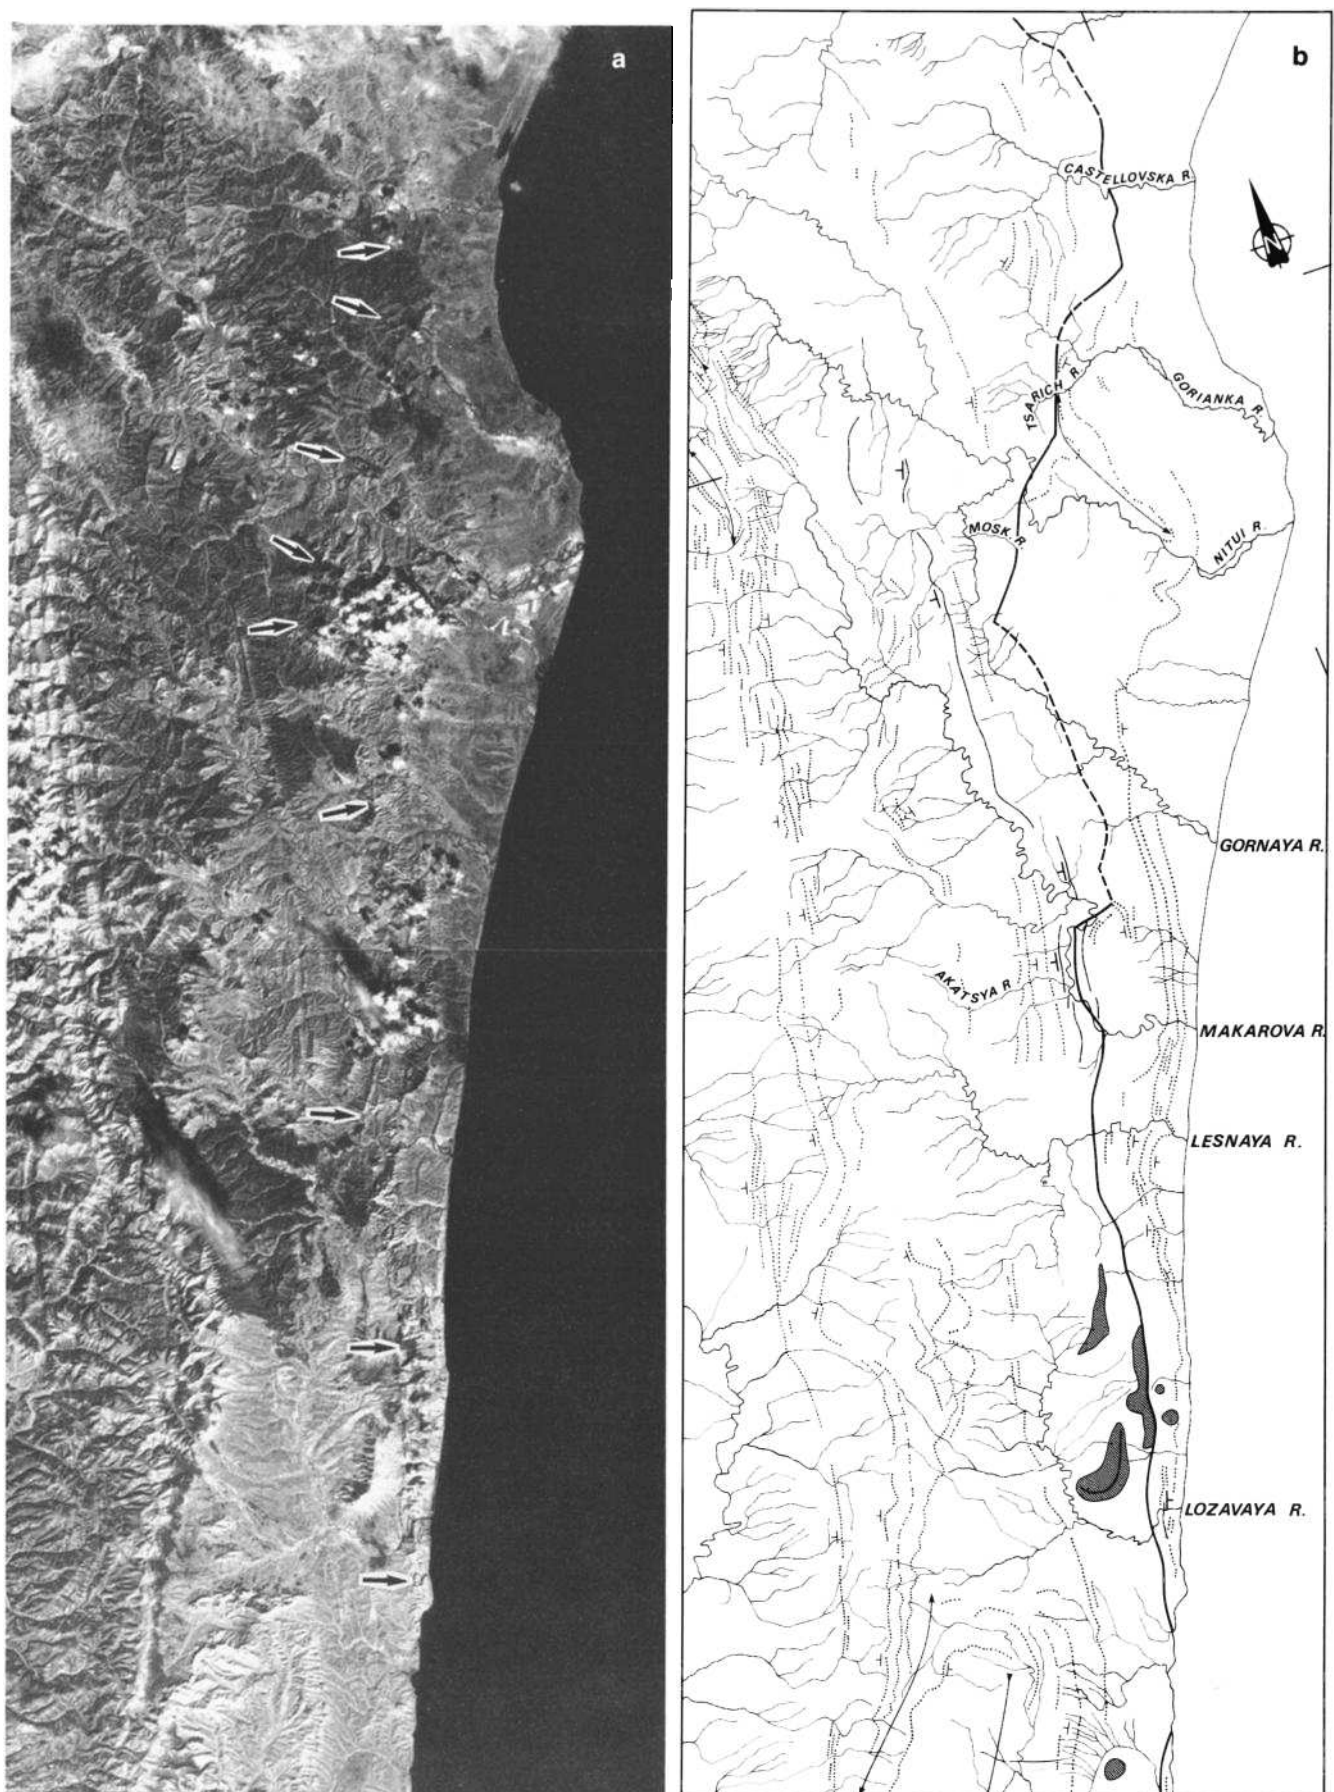 a
b
CASTELLOVSKA R.
N
TSARICH R.
GORIANKA R.
MOSK R.
NITUI R.
GORNAYA R.
AKATSYA R
MAKAROVA R.
LESNAYA R.
LOZAVAYA R.